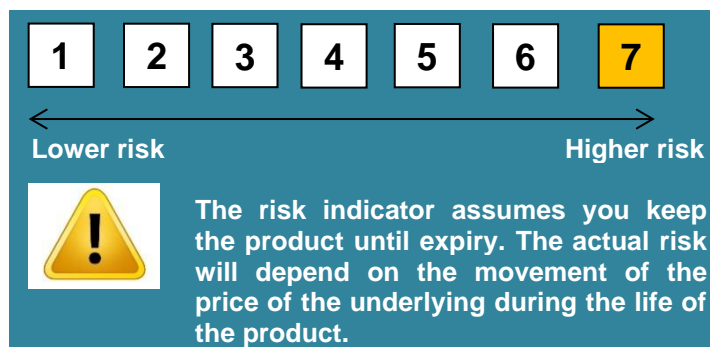 1 2 3 4 5 6 7
Lower risk Higher risk
!
The risk indicator assumes you keep
the product until expiry. The actual risk
will depend on the movement of the
price of the underlying during the life of
the product.